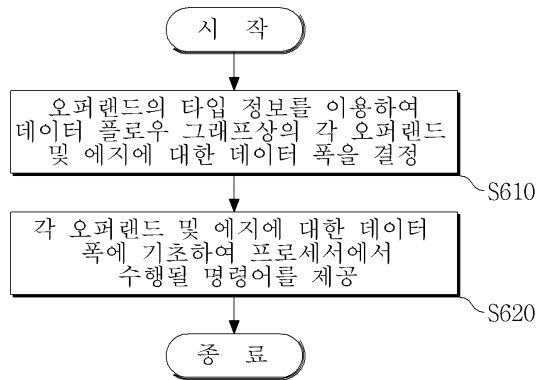 시 작
오퍼랜드의 타입 정보를 이용하여
데이터 플로우 그래프상의 각 오퍼랜드
및 에지에 대한 데이터 폭을 결정
S610
각 오퍼랜드 및 에지에 대한 데이터
폭에 기초하여 프로세서에서
수행될 명령어를 제공
S620
종 료